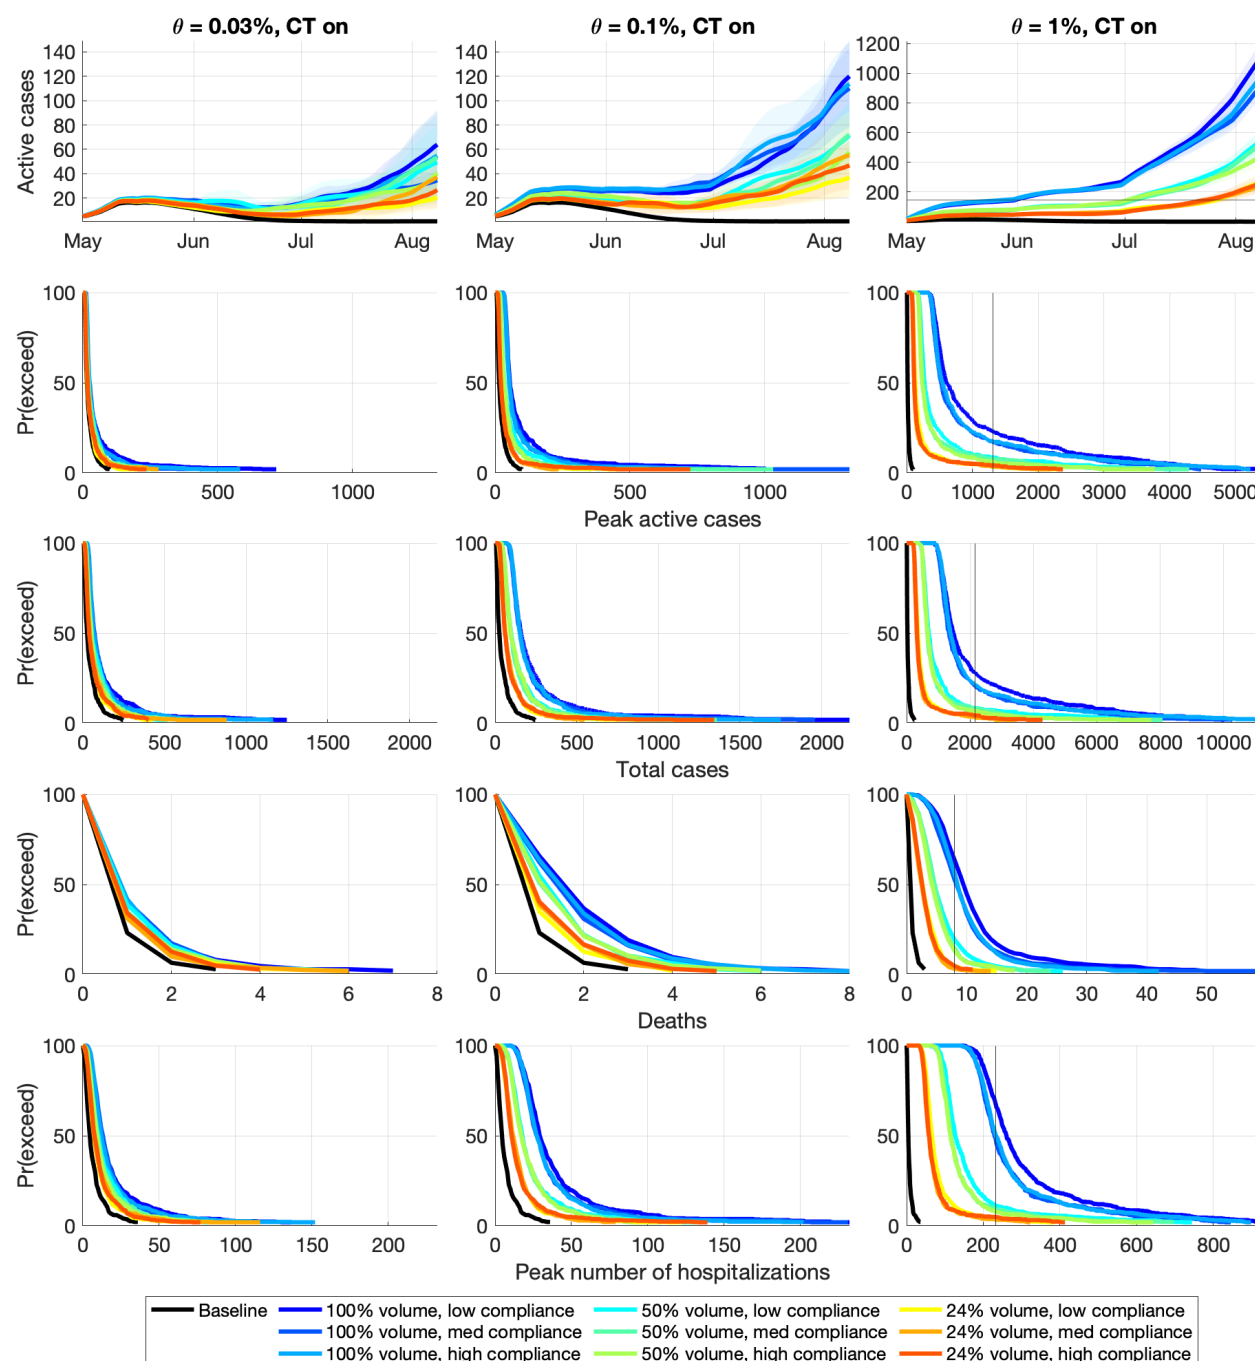 θ = 0.03%, CT on θ = 0.1%, CT on θ = 1%, CT on
Active cases
140 120 100 80 60 40 20
140 120 100 80 60 40 20
1200 1000 800 600 400 200
May Jun Jul Aug May Jun Jul Aug May Jun Jul Aug
Pr(exceed)
100 50 0
100 50 0
100 50 0
0 500 1000 0 500 1000 0 1000 2000 3000 4000 5000
Peak active cases
Pr(exceed)
100 50 0
100 50 0
100 50 0
0 500 1000 1500 2000 0 500 1000 1500 2000 0 2000 4000 6000 8000 10000
Total cases
Pr(exceed)
100 50 0
100 50 0
100 50 0
0 2 4 6 8 0 2 4 6 8 0 10 20 30 40 50
Deaths
Pr(exceed)
100 50 0
100 50 0
100 50 0
0 50 100 150 200 0 50 100 150 200 0 200 400 600 800
Peak number of hospitalizations
Baseline 100% volume, low compliance 50% volume, low compliance 24% volume, low compliance
100% volume, med compliance 50% volume, med compliance 24% volume, med compliance
100% volume, high compliance 50% volume, high compliance 24% volume, high compliance